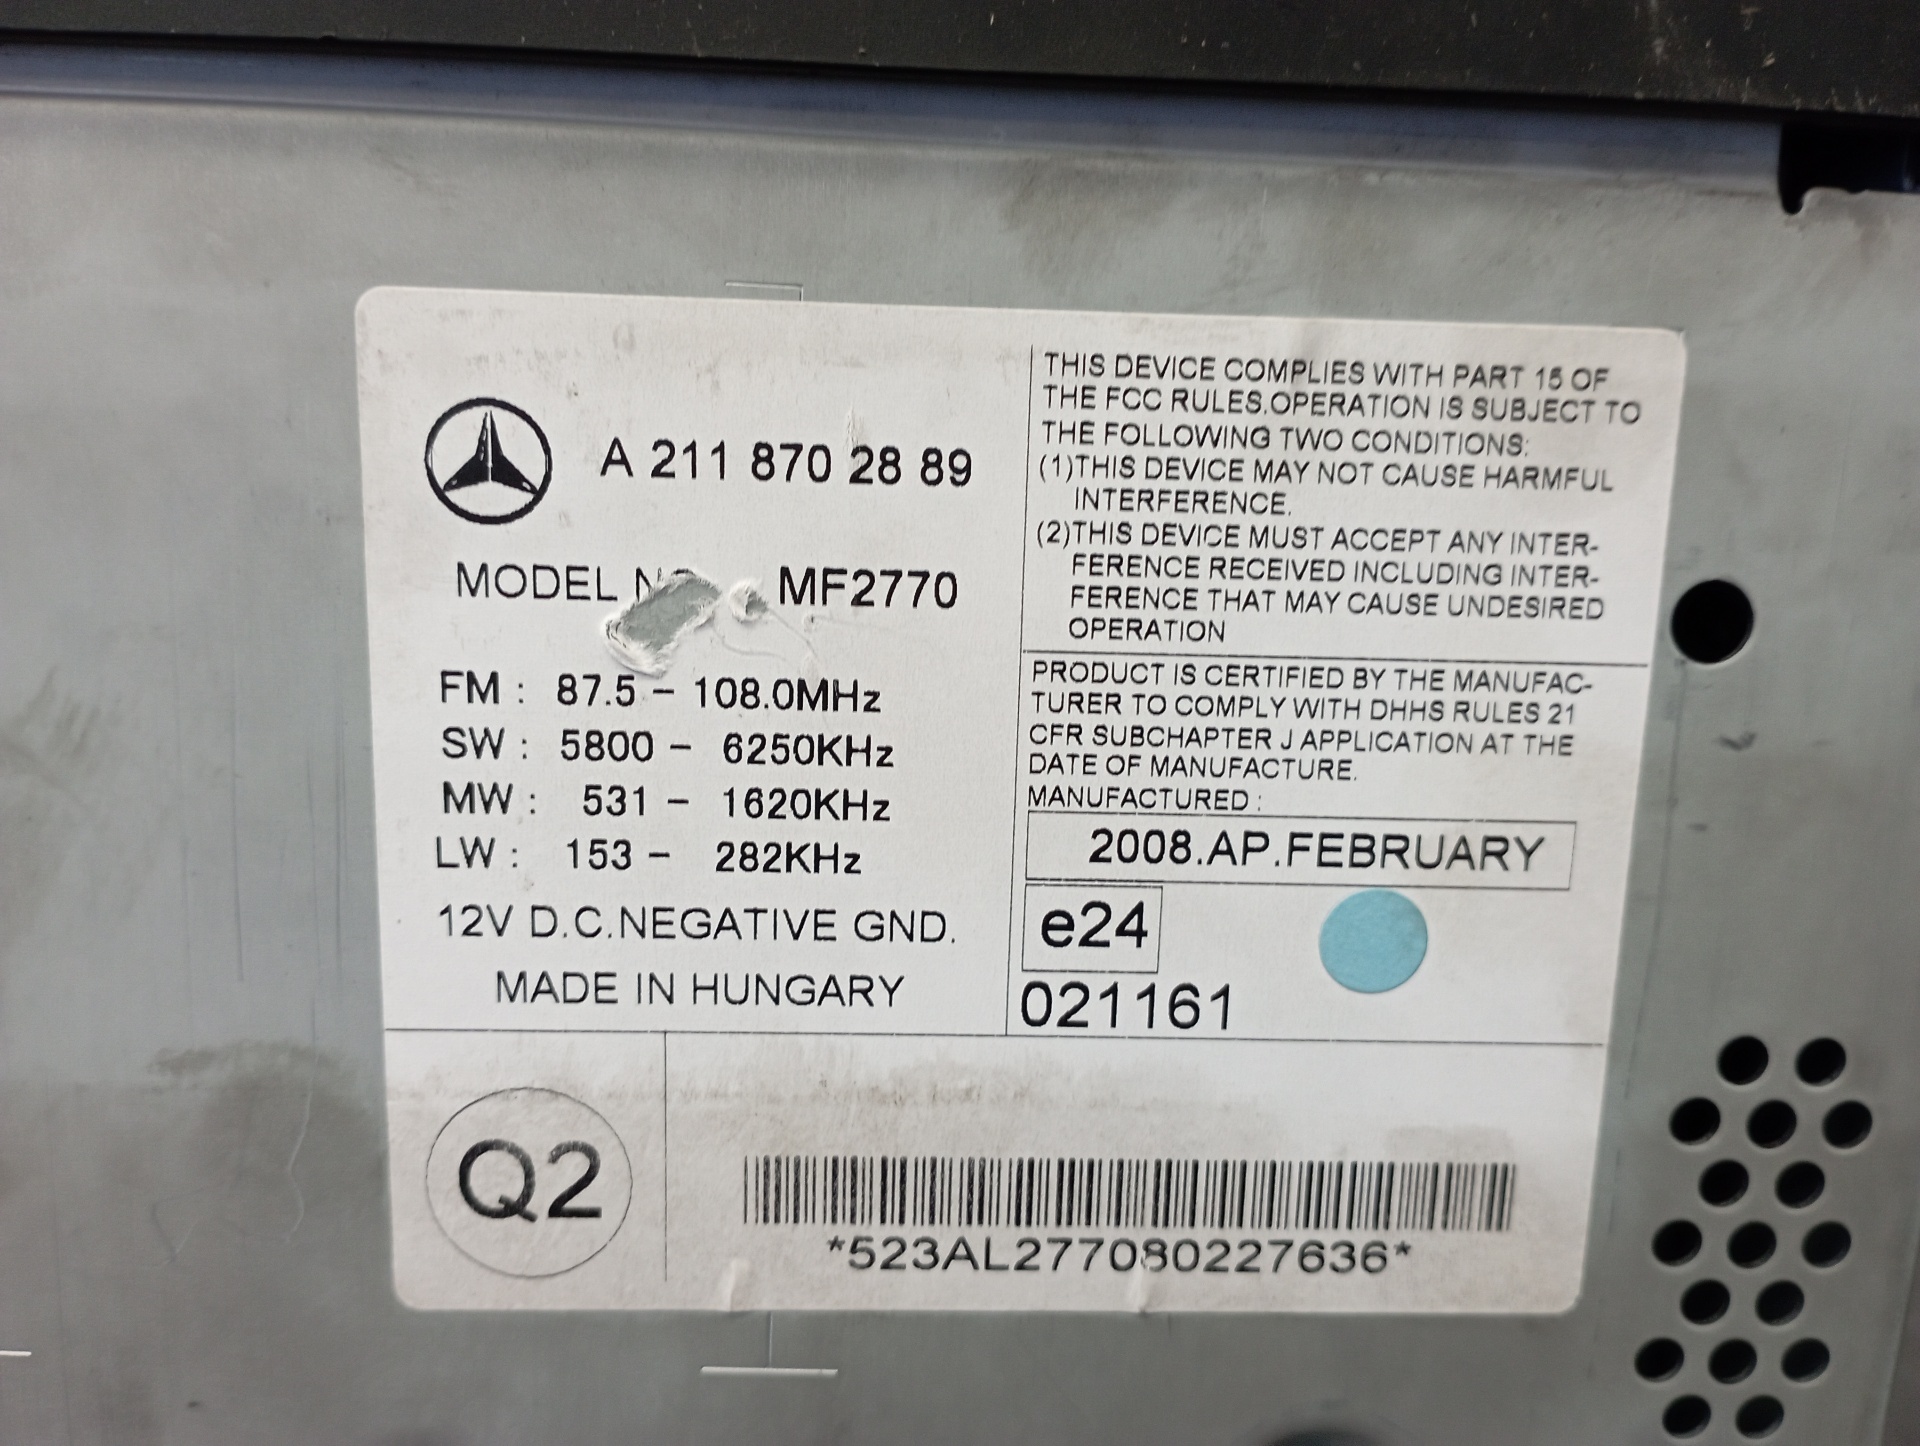 A 211 870 28 89
MODEL MF2770
FM : 87.5 – 108.0MHz
SW : 5800 – 6250KHz
MW : 531 – 1620KHz
LW : 153 – 282KHz
12V D.C.NEGATIVE GND.
MADE IN HUNGARY
THIS DEVICE COMPLIES WITH PART 15 OF
THE FCC RULES.OPERATION IS SUBJECT TO
THE FOLLOWING TWO CONDITIONS:
(1)THIS DEVICE MAY NOT CAUSE HARMFUL
INTERFERENCE.
(2)THIS DEVICE MUST ACCEPT ANY INTER-
FERENCE RECEIVED INCLUDING INTER-
FERENCE THAT MAY CAUSE UNDESIRED
OPERATION
PRODUCT IS CERTIFIED BY THE MANUFAC-
TURER TO COMPLY WITH DHHS RULES 21
CFR SUBCHAPTER J APPLICATION AT THE
DATE OF MANUFACTURE.
MANUFACTURED :
2008.AP.FEBRUARY
e24
021161
Q2
*523AL277080227636*